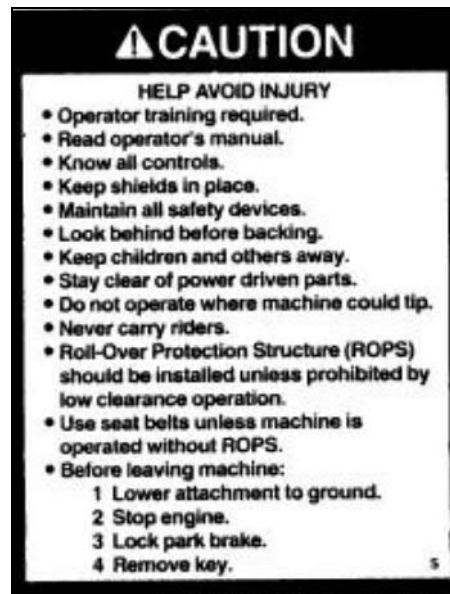 CAUTION
HELP AVOID INJURY
• Operator training required.
• Read operator's manual.
• Know all controls.
• Keep shields in place.
• Maintain all safety devices.
• Look behind before backing.
• Keep children and others away.
• Stay clear of power driven parts.
• Do not operate where machine could tip.
• Never carry riders.
• Roll-Over Protection Structure (ROPS)
should be installed unless prohibited by
low clearance operation.
• Use seat belts unless machine is
operated without ROPS.
• Before leaving machine:
1 Lower attachment to ground.
2 Stop engine.
3 Lock park brake.
4 Remove key.
S